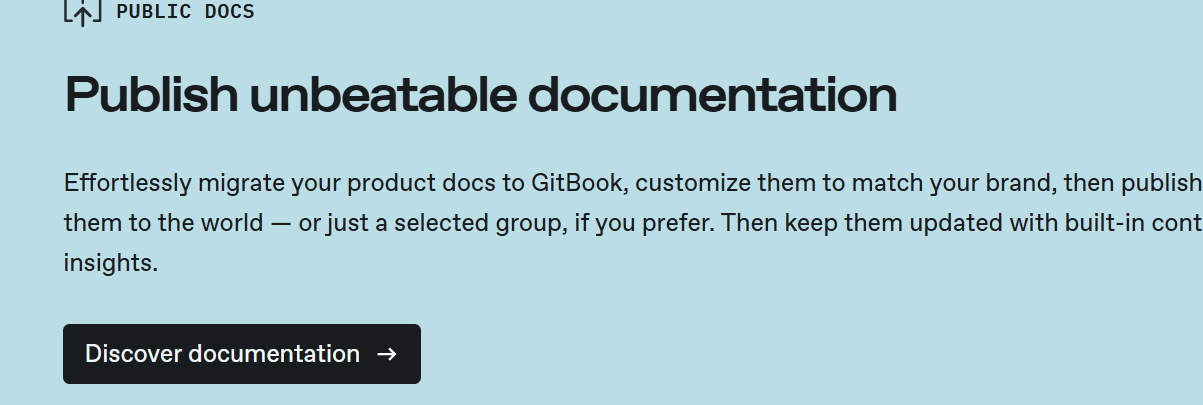 PUBLIC DOCS
Publish unbeatable documentation
Effortlessly migrate your product docs to GitBook, customize them to match your brand, then publish
them to the world — or just a selected group, if you prefer. Then keep them updated with built-in
insights.
Discover documentation →